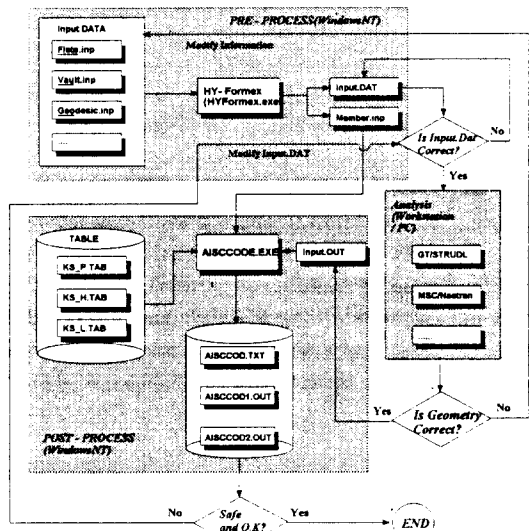 PRE - PROCESS(WindowsNT)
Input DATA
Modify Information
Vault.inp
Geodesic.inp
.....
HY- Formex
(HYFormex.exe
Input.DAT
Member.inp
No
Is Input.Dat
Correct?
Modify Input.DAT
Yes
Analysis
(Workstation
/ PC)
GT/STRUDL
MSC/Nastran
.....
TABLE
KS_P.TAB
KS_H.TAB
KS_L.TAB
AISCCODE.EXE
Input.OUT
AISCCOD.TXT
AISCCOD1.OUT
AISCCOD2.OUT
POST - PROCESS
(WindowsNT)
Yes
Is Geometry
Correct?
No
No
Safe
and O.K?
Yes
END